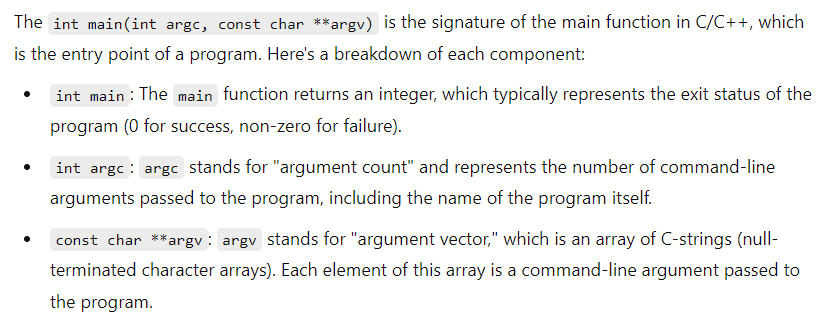 The int main(int argc, const char **argv) is the signature of the main function in C/C++, which
is the entry point of a program. Here's a breakdown of each component:
• int main : The main function returns an integer, which typically represents the exit status of the
program (0 for success, non-zero for failure).
• int argc : argc stands for "argument count" and represents the number of command-line
arguments passed to the program, including the name of the program itself.
• const char **argv : argv stands for "argument vector," which is an array of C-strings (null-
terminated character arrays). Each element of this array is a command-line argument passed to
the program.